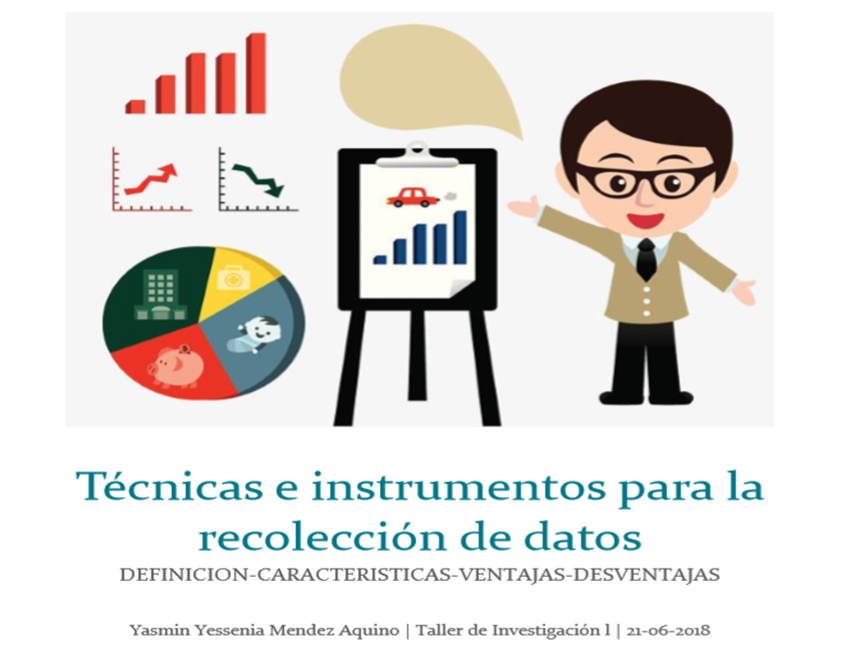 Técnicas e instrumentos para la
recolección de datos
DEFINICION-CARACTERISTICAS-VENTAJAS-DESVENTAJAS
Yasmin Yessenia Mendez Aquino | Taller de Investigación l | 21-06-2018